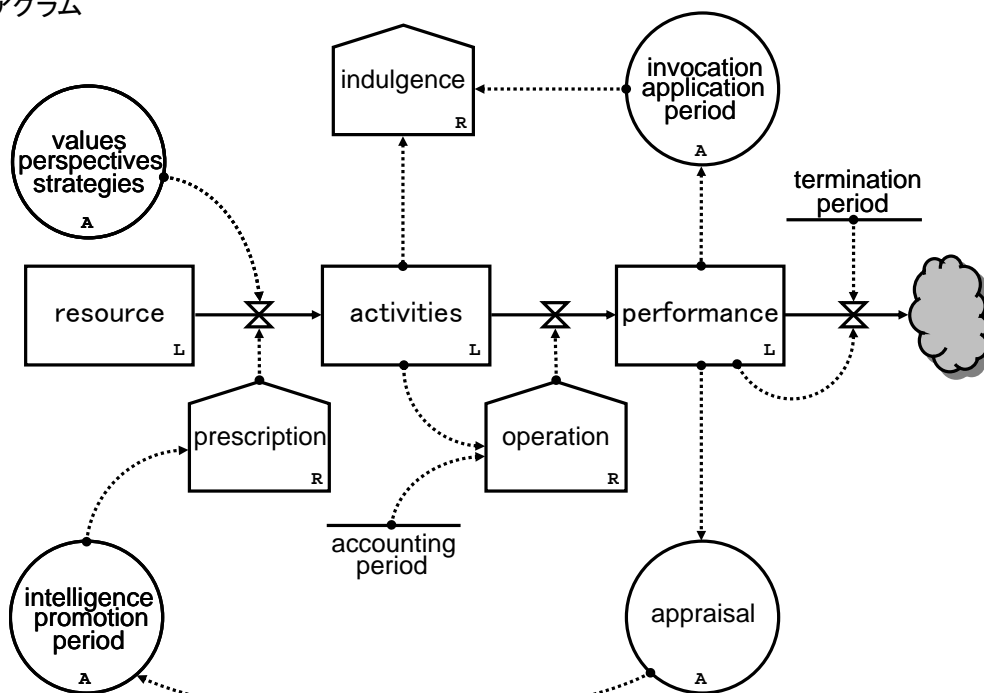 アグラム
indulgence
R
invocation
application
period
A
values
perspectives
strategies
A
termination
period
resource
L
activities
L
performance
L
prescription
R
operation
R
accounting
period
intelligence
promotion
period
A
appraisal
A